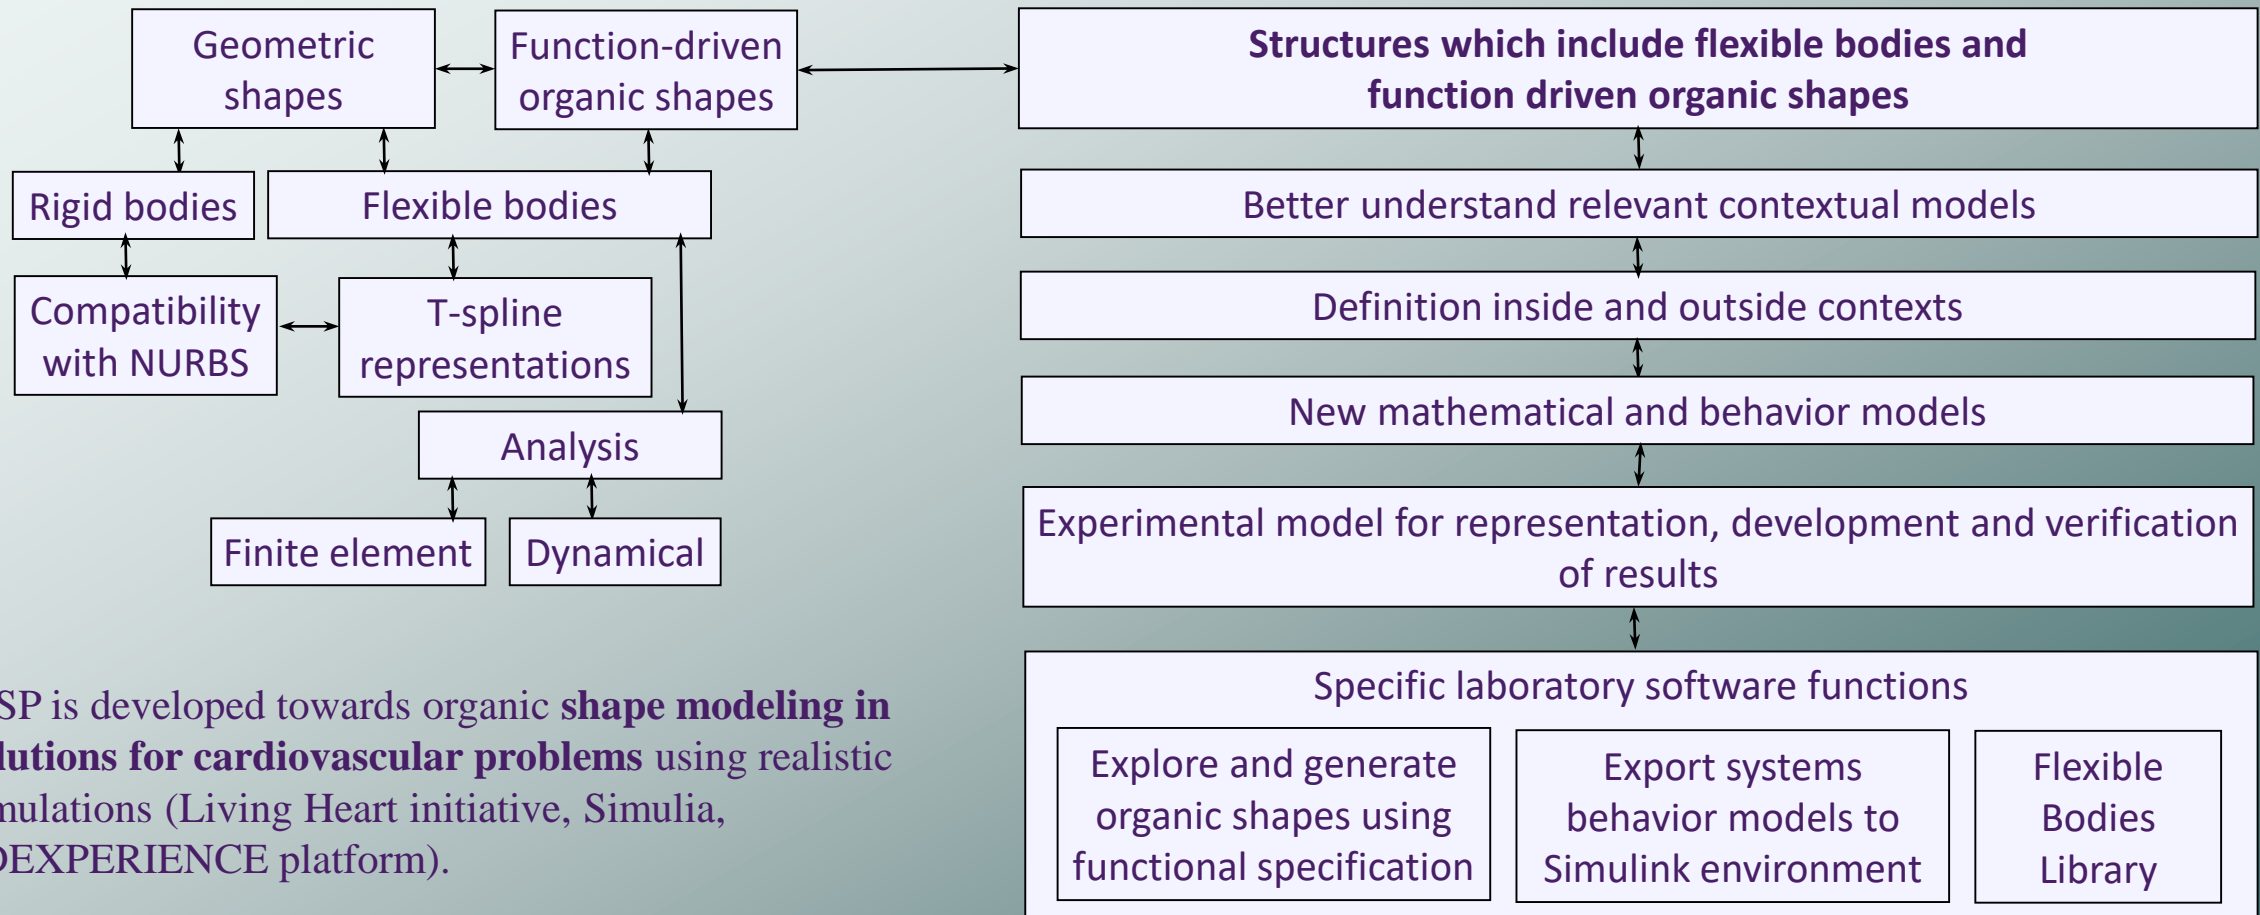 Geometric
shapes
Function-driven
organic shapes
Rigid bodies
Flexible bodies
Compatibility
with NURBS
T-spline
representations
Analysis
Finite element
Dynamical
SP is developed towards organic shape modeling in
lutions for cardiovascular problems using realistic
mulations (Living Heart initiative, Simulia,
DEXPERIENCE platform).
Structures which include flexible bodies and
function driven organic shapes
Better understand relevant contextual models
Definition inside and outside contexts
New mathematical and behavior models
Experimental model for representation, development and verification
of results
Specific laboratory software functions
Explore and generate
organic shapes using
functional specification
Export systems
behavior models to
Simulink environment
Flexible
Bodies
Library